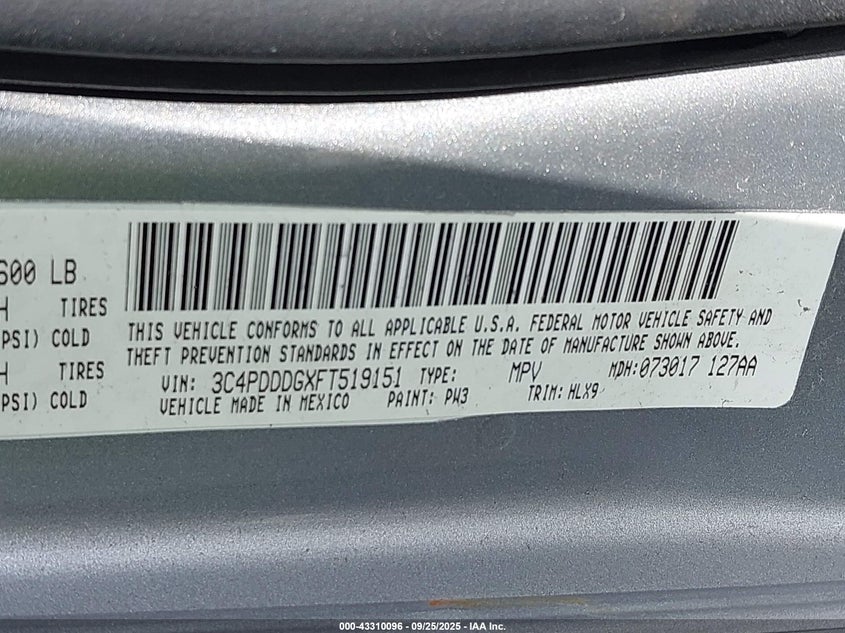 600 LB
H TIRES
PSI) COLD
H TIRES
PSI) COLD
THIS VEHICLE CONFORMS TO ALL APPLICABLE U.S.A. FEDERAL MOTOR VEHICLE SAFETY AND
THEFT PREVENTION STANDARDS IN EFFECT ON THE DATE OF MANUFACTURE SHOWN ABOVE.
VIN: 3C4PDDDGXFT519151 TYPE: MPV MDH: 073017 127AA
VEHICLE MADE IN MEXICO PAINT: PW3 TRIM: HLX9
000-43310096 - 09/25/2025 - IAA Inc.